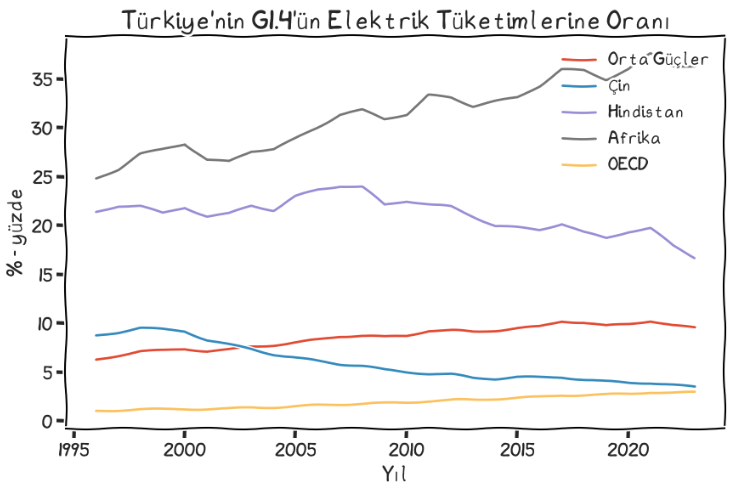 Türkiye'nin G1.4'ün Elektrik Tüketimlerine Oranı
% - yüzde
35
30
25
20
15
10
5
0
Orta Güçler
Çin
Hindistan
Afrika
OECD
1995 2000 2005 2010 2015 2020
Yıl